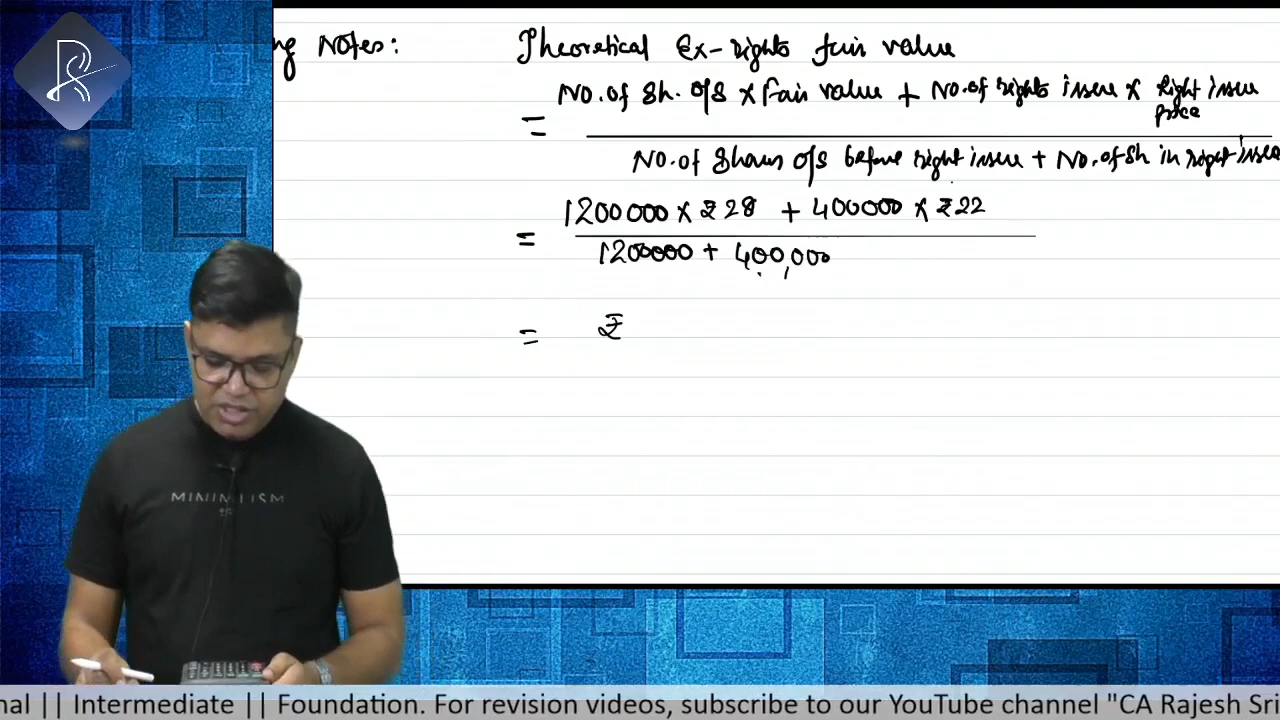 ng Notes:
Theoretical Ex-rights fair value
= No. of Sh. o/s × Fair value + No. of rights issue × Right issue price
No. of Shares o/s before right issue + No. of Sh in right issue
= 1200000 × ₹28 + 400000 × ₹22
1200000 + 400,000
= ₹
MINIMALISM
nal || Intermediate || Foundation. For revision videos, subscribe to our YouTube channel "CA Rajesh Sri